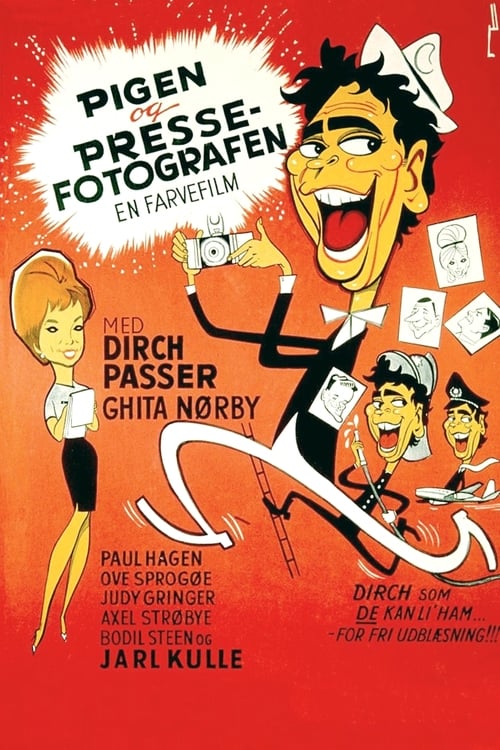 PIGEN
og
PRESSE-
FOTOGRAFEN
EN FARVEFILM
MED
DIRCH
PASSER
GHITA NØRBY
PAUL HAGEN
OVE SPROGØE
JUDY GRINGER
AXEL STRØBYE
BODIL STEEN OG
JARL KULLE
DIRCH SOM
DE KAN LI' HAM...
-FOR FRI UDBLÆSNING!!!